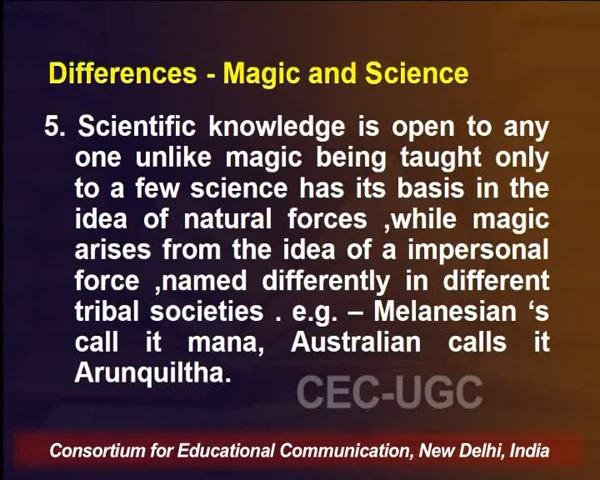 Differences - Magic and Science
5. Scientific knowledge is open to any
one unlike magic being taught only
to a few science has its basis in the
idea of natural forces ,while magic
arises from the idea of a impersonal
force ,named differently in different
tribal societies . e.g. – Melanesian ‘s
call it mana, Australian calls it
Arunquiltha.
CEC-UGC
Consortium for Educational Communication, New Delhi, India